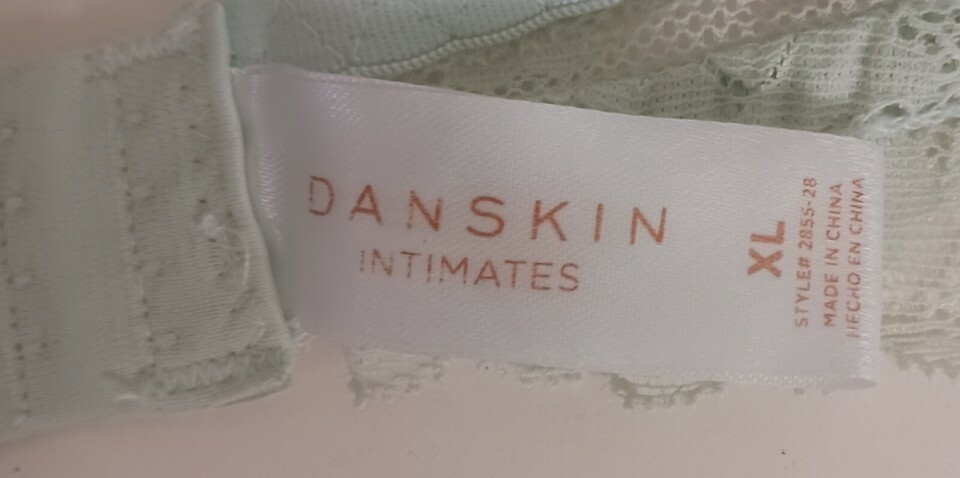 DANSKIN
INTIMATES
XL
STYLE# 2855-28
MADE IN CHINA
HECHO EN CHINA